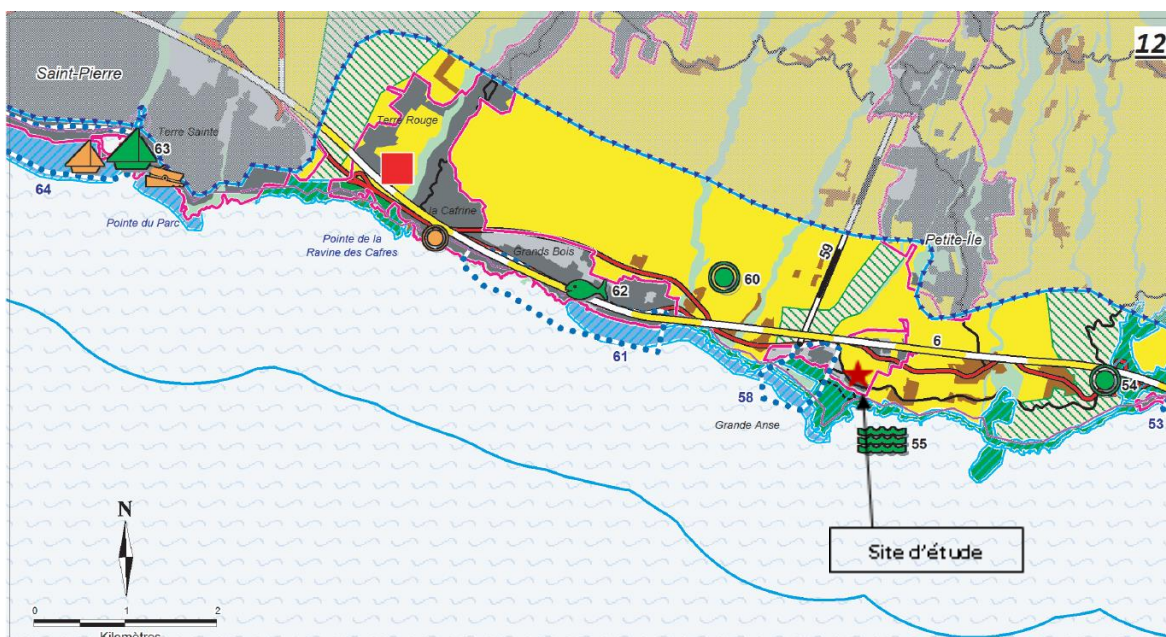 12
Saint-Pierre
Terre Sainte
63
64
Pointe du Parc
Terre Rouge
la Cafrine
Pointe de la
Ravine des Cafres
Grands Bois
62
61
60
59
Petite-Île
6
58
Grande Anse
55
54
53
Site d'étude
N
0 1 2
Kilomètres